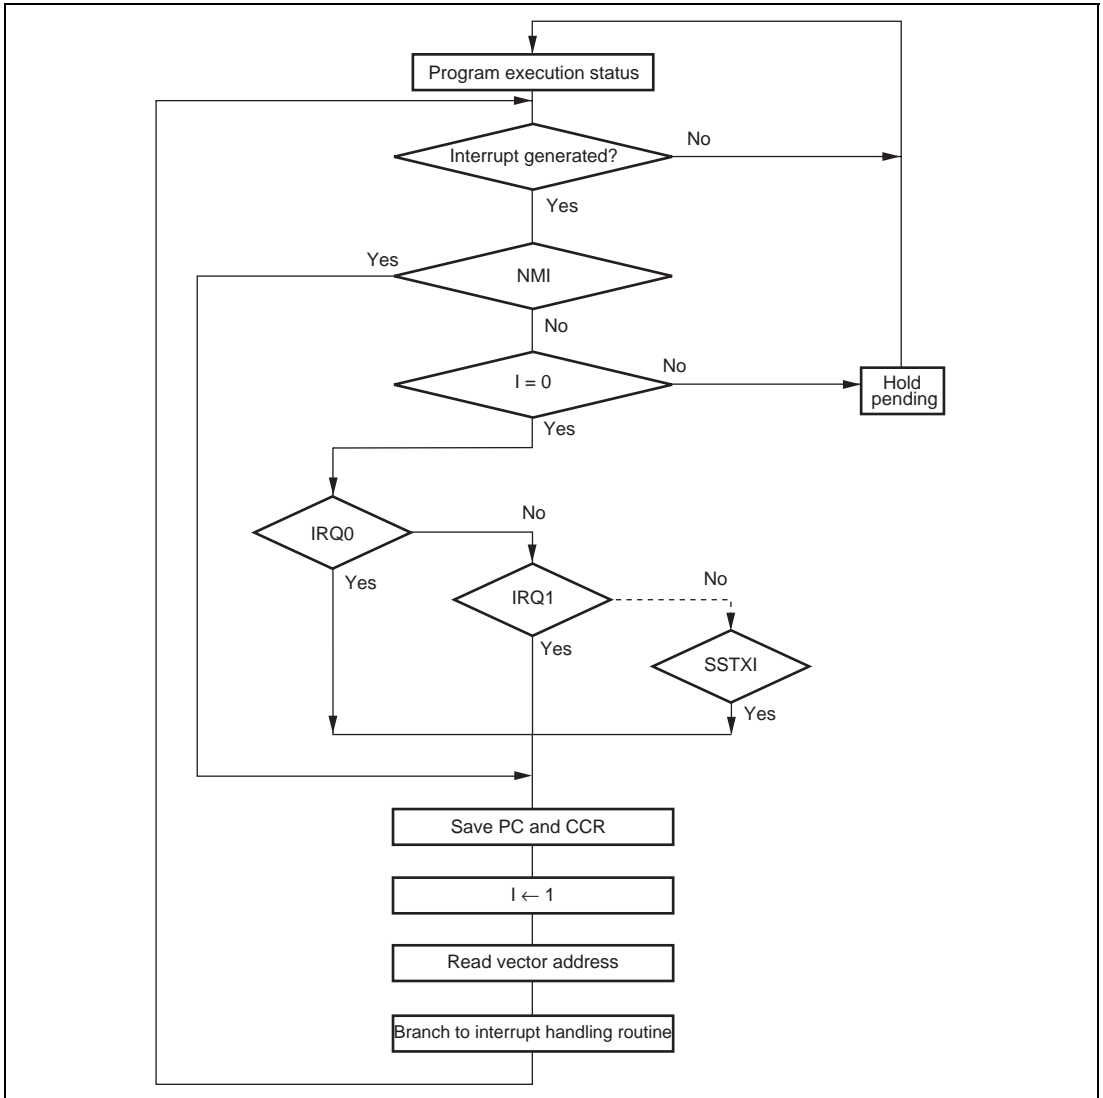 Program execution status
Interrupt generated?
No
Yes
Yes
NMI
No
I = 0
No
Hold
pending
Yes
IRQ0
No
Yes
IRQ1
No
Yes
SSTXI
Yes
Save PC and CCR
I ← 1
Read vector address
Branch to interrupt handling routine